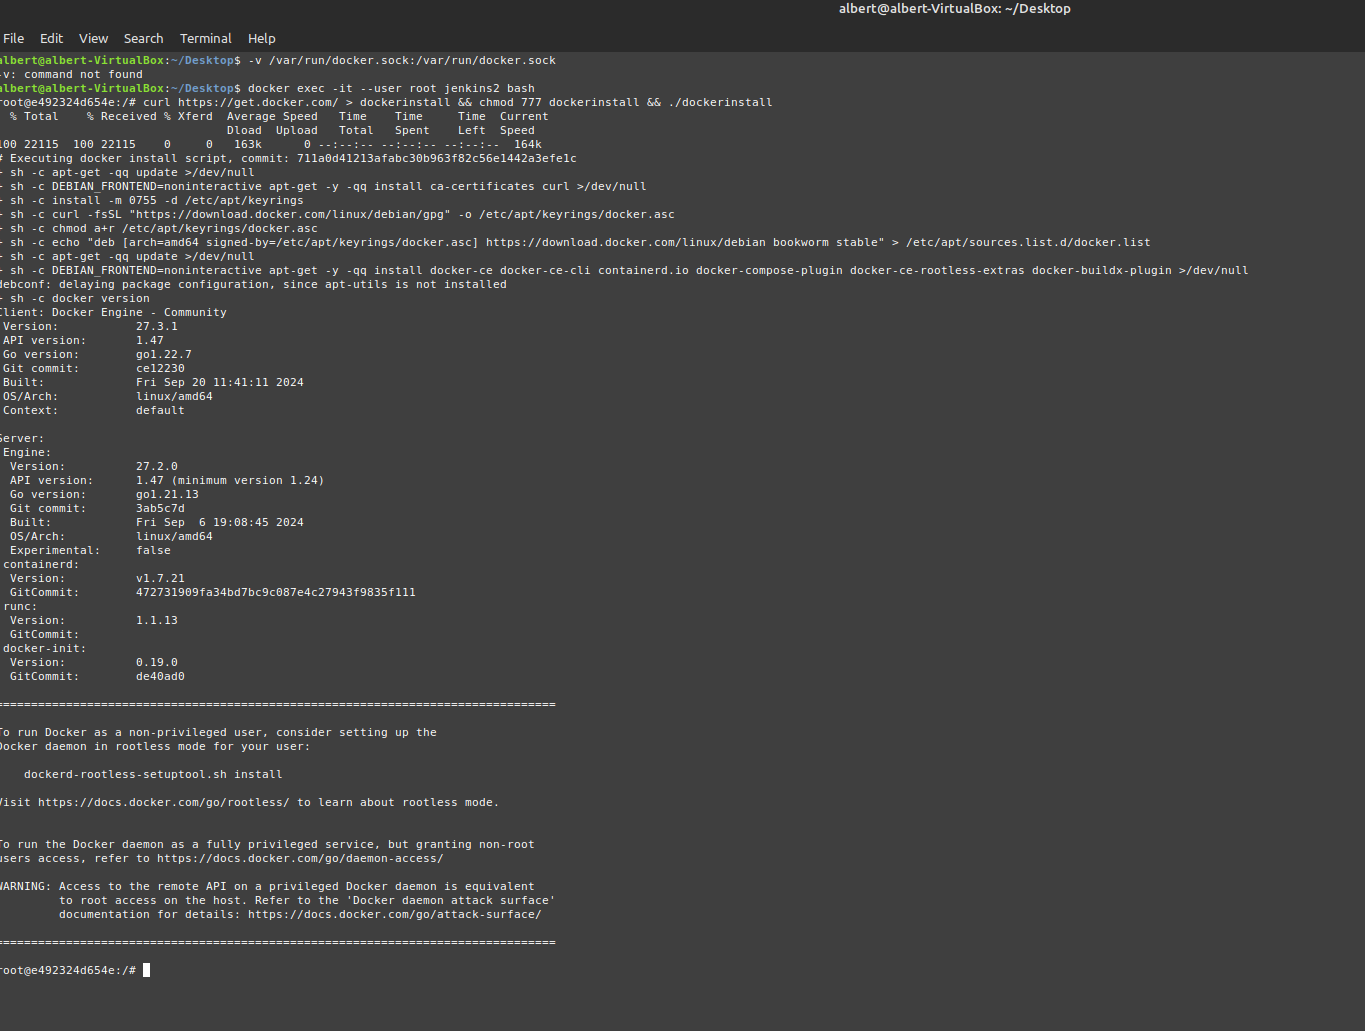 albert@albert-VirtualBox: ~/Desktop
File Edit View Search Terminal Help
albert@albert-VirtualBox:~/Desktop$ -v /var/run/docker.sock:/var/run/docker.sock
-v: command not found
albert@albert-VirtualBox:~/Desktop$ docker exec -it --user root jenkins2 bash
root@e492324d654e:/# curl https://get.docker.com/ > dockerinstall && chmod 777 dockerinstall && ./dockerinstall
  % Total    % Received % Xferd  Average Speed   Time    Time     Time  Current
                                 Dload  Upload   Total   Spent    Left  Speed
100 22115  100 22115    0     0   163k      0 --:--:-- --:--:-- --:--:--  164k
# Executing docker install script, commit: 711a0d41213afabc30b963f82c56e1442a3efe1c
+ sh -c apt-get -qq update >/dev/null
+ sh -c DEBIAN_FRONTEND=noninteractive apt-get -y -qq install ca-certificates curl >/dev/null
+ sh -c install -m 0755 -d /etc/apt/keyrings
+ sh -c curl -fsSL "https://download.docker.com/linux/debian/gpg" -o /etc/apt/keyrings/docker.asc
+ sh -c chmod a+r /etc/apt/keyrings/docker.asc
+ sh -c echo "deb [arch=amd64 signed-by=/etc/apt/keyrings/docker.asc] https://download.docker.com/linux/debian bookworm stable" > /etc/apt/sources.list.d/docker.list
+ sh -c apt-get -qq update >/dev/null
+ sh -c DEBIAN_FRONTEND=noninteractive apt-get -y -qq install docker-ce docker-ce-cli containerd.io docker-compose-plugin docker-ce-rootless-extras docker-buildx-plugin >/dev/null
debconf: delaying package configuration, since apt-utils is not installed
+ sh -c docker version
Client: Docker Engine - Community
 Version:           27.3.1
 API version:       1.47
 Go version:        go1.22.7
 Git commit:        ce12230
 Built:             Fri Sep 20 11:41:11 2024
 OS/Arch:           linux/amd64
 Context:           default
Server:
 Engine:
  Version:          27.2.0
  API version:      1.47 (minimum version 1.24)
  Go version:       go1.21.13
  Git commit:       3ab5c7d
  Built:            Fri Sep  6 19:08:45 2024
  OS/Arch:          linux/amd64
  Experimental:     false
 containerd:
  Version:          v1.7.21
  GitCommit:        472731909fa34bd7bc9c087e4c27943f9835f111
 runc:
  Version:          1.1.13
  GitCommit:
 docker-init:
  Version:          0.19.0
  GitCommit:        de40ad0
================================================================================
To run Docker as a non-privileged user, consider setting up the
Docker daemon in rootless mode for your user:
    dockerd-rootless-setuptool.sh install
Visit https://docs.docker.com/go/rootless/ to learn about rootless mode.
To run the Docker daemon as a fully privileged service, but granting non-root
users access, refer to https://docs.docker.com/go/daemon-access/
WARNING: Access to the remote API on a privileged Docker daemon is equivalent
         to root access on the host. Refer to the 'Docker daemon attack surface'
         documentation for details: https://docs.docker.com/go/attack-surface/
================================================================================
root@e492324d654e:/#